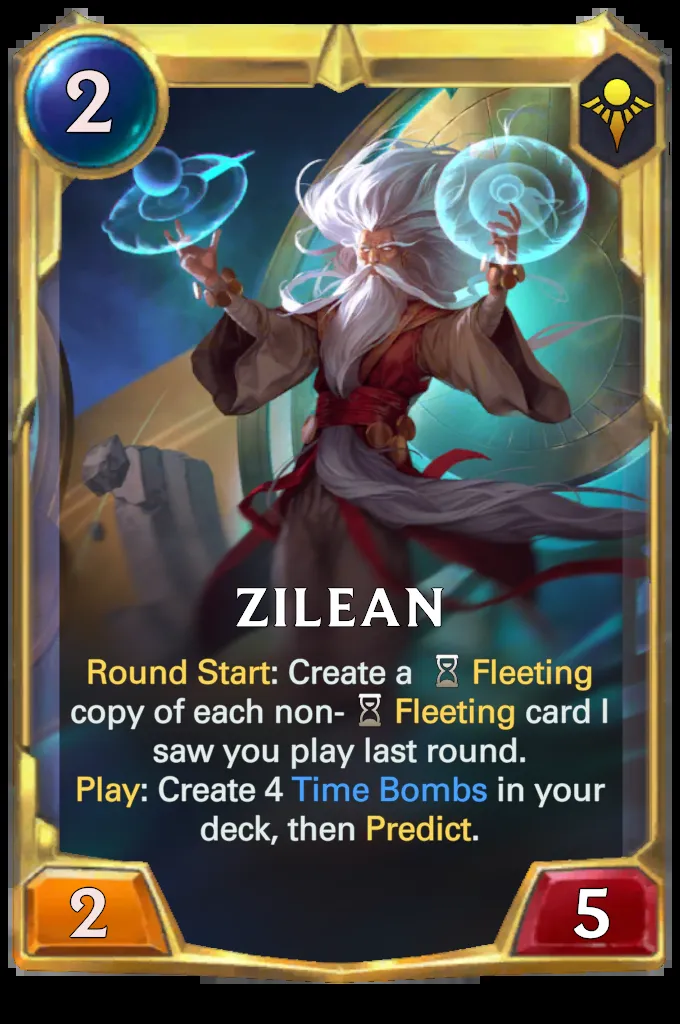 2
ZILEAN
Round Start: Create a Fleeting
copy of each non- Fleeting card I
saw you play last round.
Play: Create 4 Time Bombs in your
deck, then Predict.
2
5